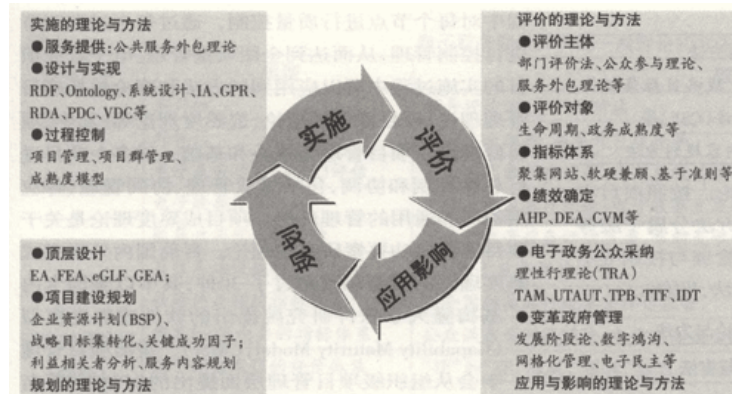 实施的理论与方法
●服务提供:公共服务外包理论
●设计与实现
RDF、Ontology、系统设计、IA、GPR、
RDA、PDC、VDC等
●过程控制
项目管理、项目群管理、
成熟度模型
评价的理论与方法
●评价主体
部门评价法、公众参与理论、
服务外包理论等
●评价对象
生命周期、政务成熟度等
●指标体系
聚集网站、软硬兼顾、基于准则等
●绩效确定
AHP、DEA、CVM等
实施
评价
规划
应用影响
●顶层设计
EA、FEA、eGLF、GEA;
●项目建设规划
企业资源计划(BSP)、
战略目标集转化、关键成功因子;
利益相关者分析、服务内容规划
规划的理论与方法
●电子政务公众采纳
理性行理论(TRA)
TAM、UTAUT、TPB、TTF、IDT
●变革政府管理
发展阶段论、数字鸿沟、
网格化管理、电子民主等
应用与影响的理论与方法